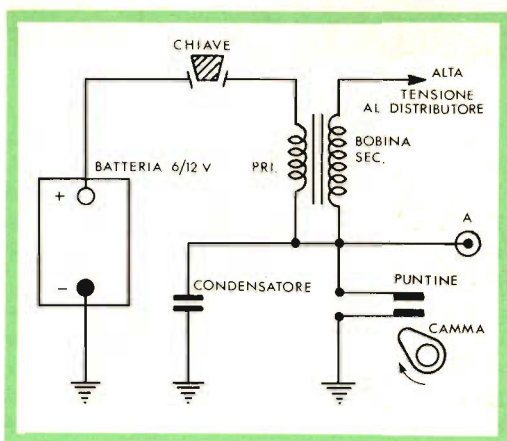 CHIAVE
ALTA
TENSIONE
AL DISTRIBUTORE
BOBINA
SEC.
PRI.
BATTERIA 6/12 V
+
A
-
CONDENSATORE
PUNTINE
CAMMA